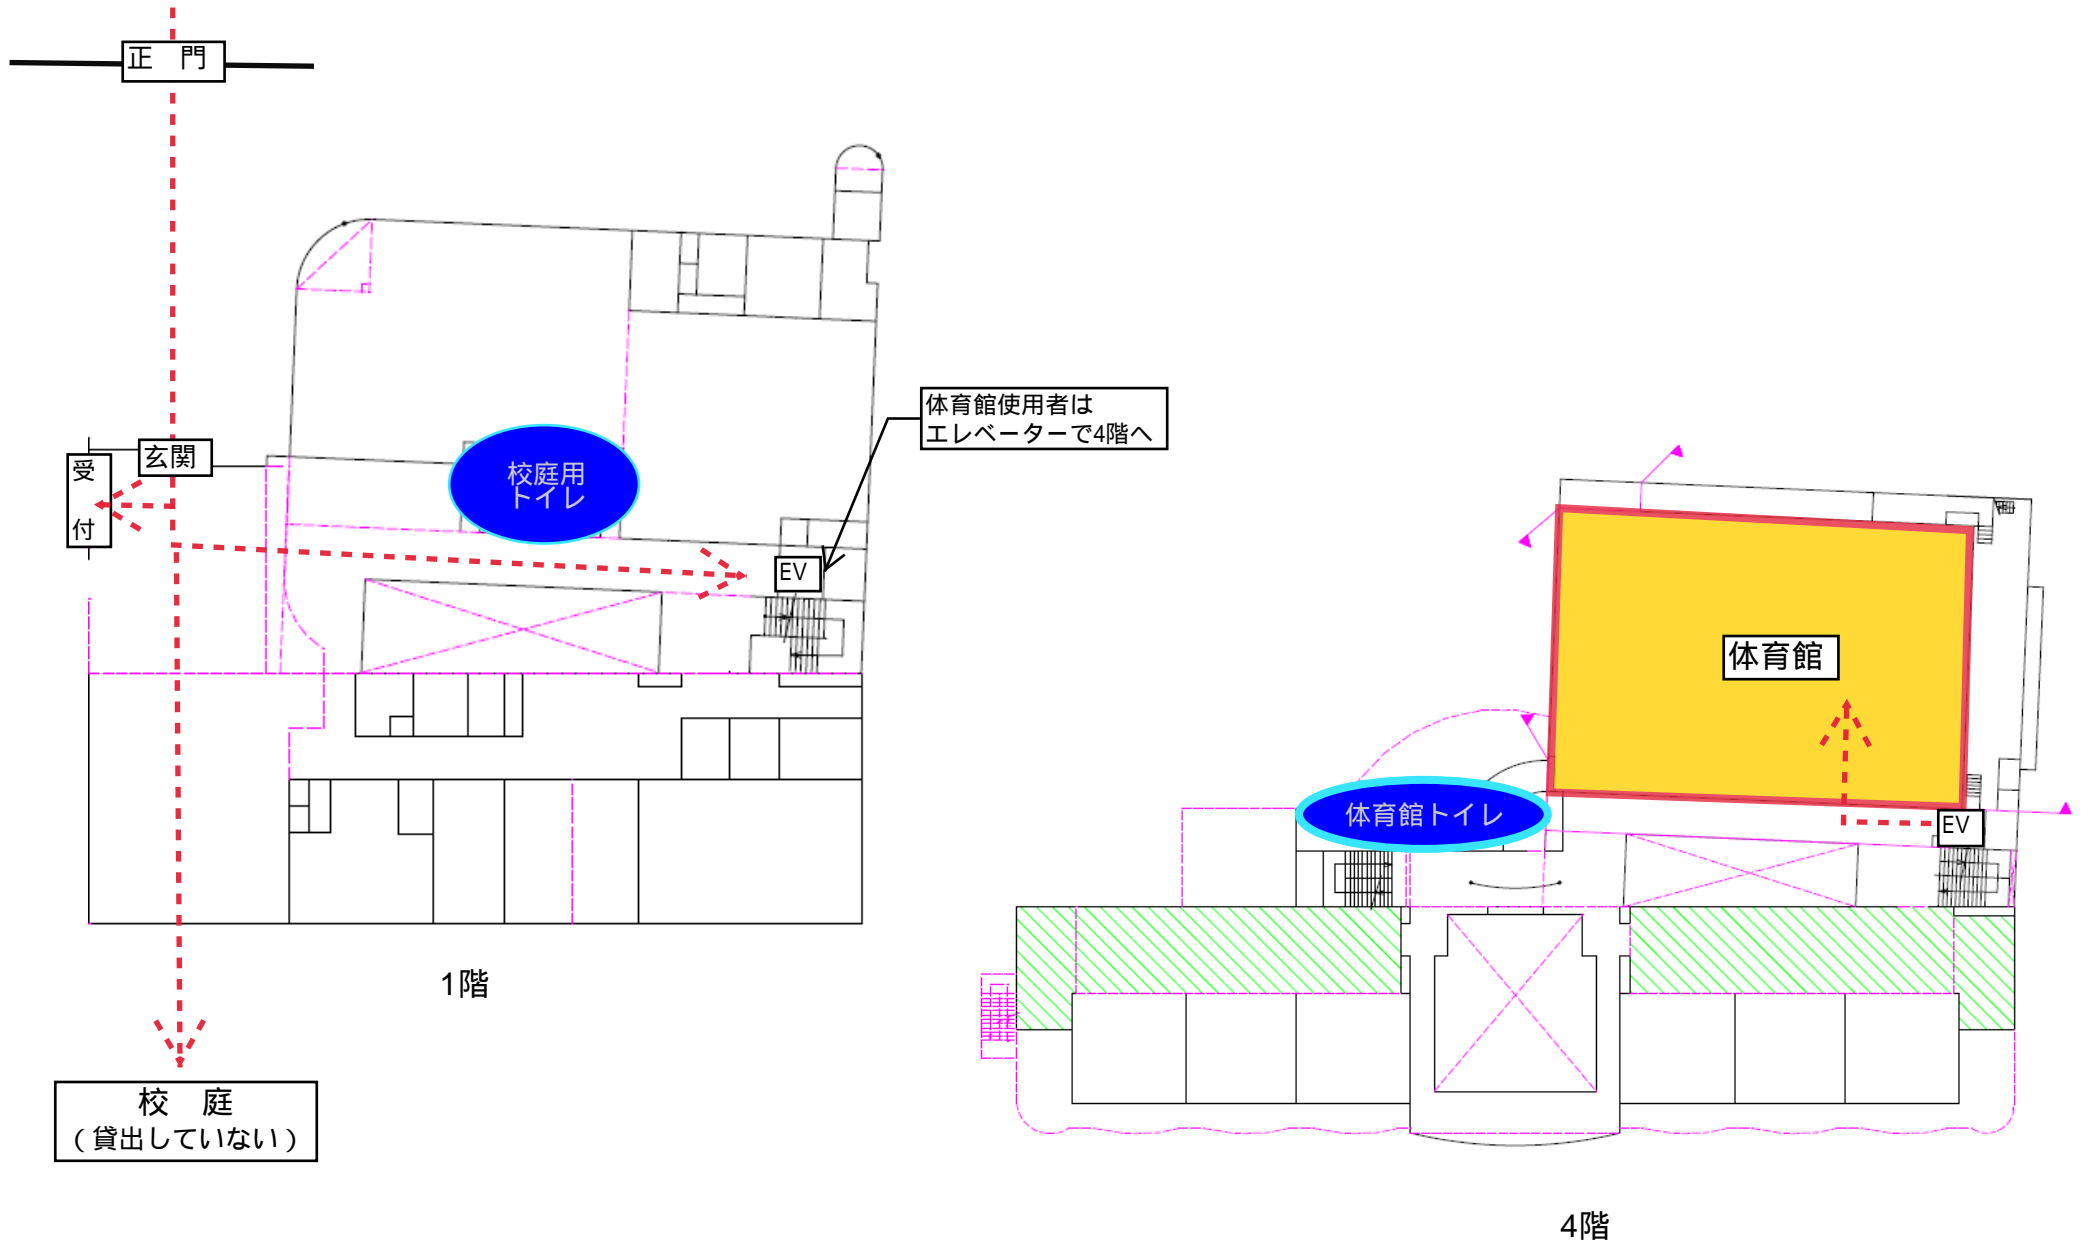 正　門
体育館使用者は
エレベーターで4階へ
玄関
受
付
校庭用
トイレ
EV
体育館
体育館トイレ
EV
1階
校　庭
（貸出していない）
4階